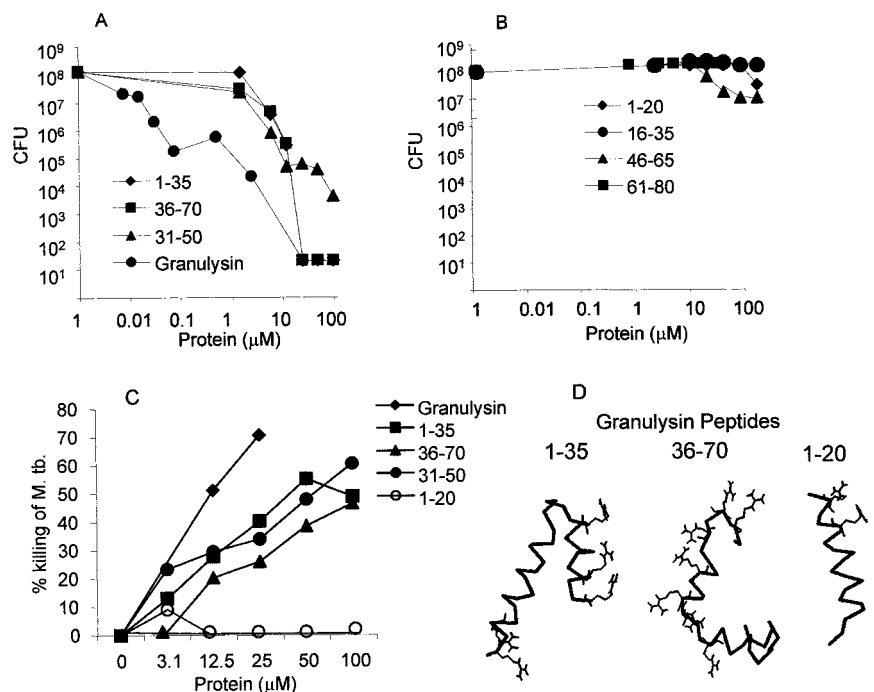 A
CFU
10⁹
10⁸
10⁷
10⁶
10⁵
10⁴
10³
10²
10¹
1-35
36-70
31-50
Granulysin
1 0.01 0.1 1 10 100
Protein (μM)
B
CFU
10⁹
10⁸
10⁷
10⁶
10⁵
10⁴
10³
10²
10¹
1-20
16-35
46-65
61-80
1 0.01 0.1 1 10 100
Protein (μM)
C
% killing of M. tb.
80
70
60
50
40
30
20
10
0
0 3.1 12.5 25 50 100
Protein (μM)
Granulysin
1-35
36-70
31-50
1-20
D
Granulysin Peptides
1-35 36-70 1-20